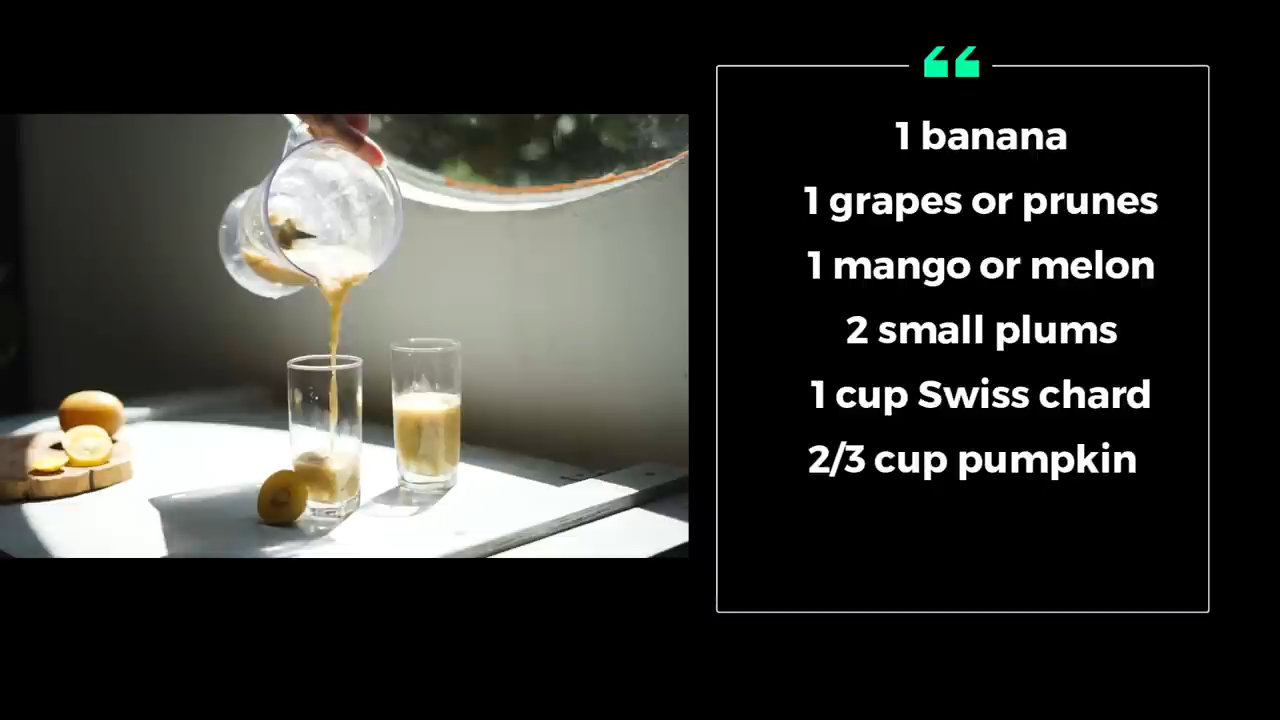 1 banana
1 grapes or prunes
1 mango or melon
2 small plums
1 cup Swiss chard
2/3 cup pumpkin